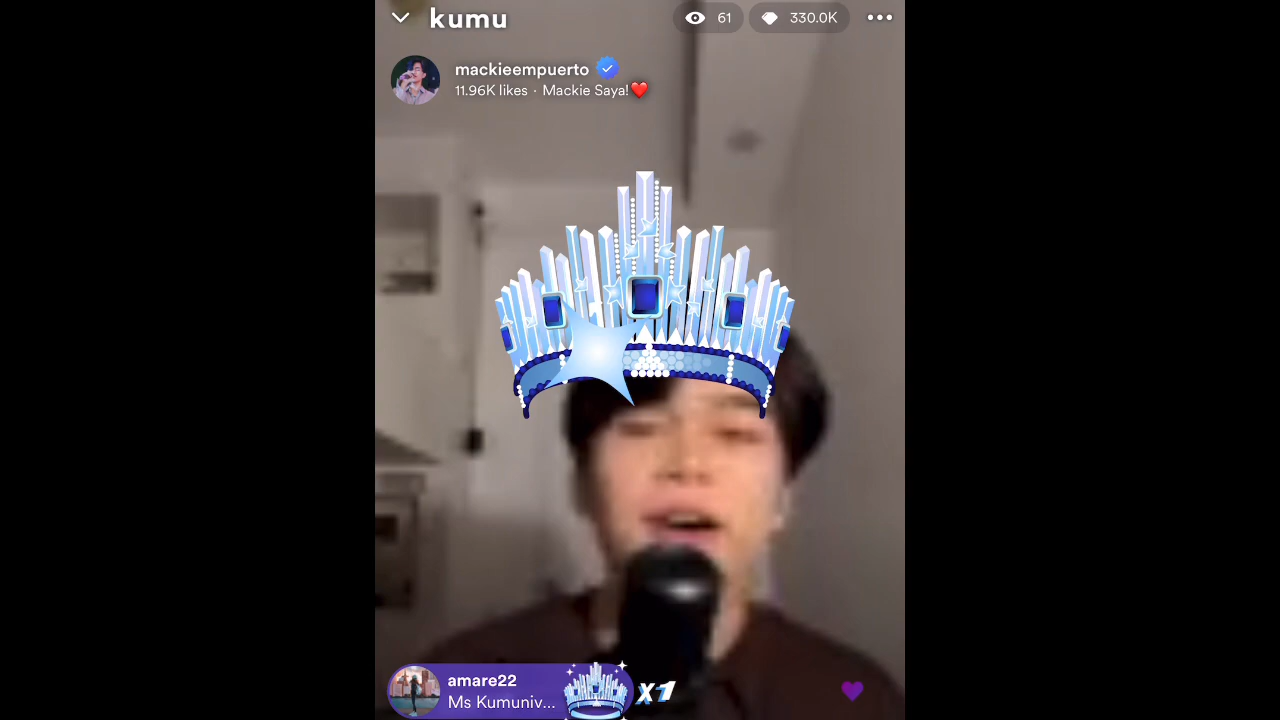 kumu
61
330.0K
mackieempuerto
11.96K likes · Mackie Saya!❤️
amare22
Ms Kumuniv...
X1